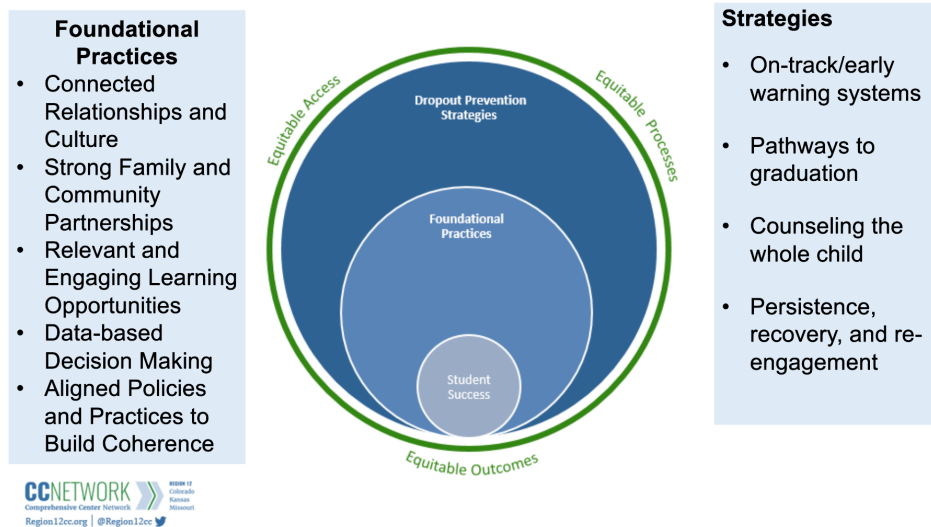 Foundational
Practices
• Connected
Relationships and
Culture
• Strong Family and
Community
Partnerships
• Relevant and
Engaging Learning
Opportunities
• Data-based
Decision Making
• Aligned Policies
and Practices to
Build Coherence
Equitable Access
Equitable Processes
Dropout Prevention
Strategies
Foundational
Practices
Student
Success
Equitable Outcomes
Strategies
• On-track/early
warning systems
• Pathways to
graduation
• Counseling the
whole child
• Persistence,
recovery, and re-
engagement
CCNETWORK
Comprehensive Center Network
REGION 12
Colorado
Kansas
Missouri
Region12cc.org | @Region12cc